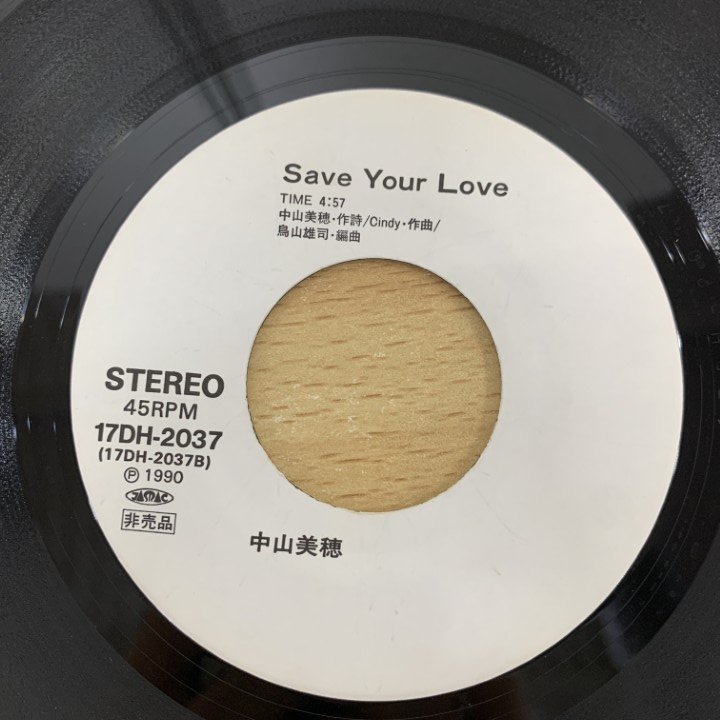 Save Your Love
TIME 4:57
中山美穂・作詩/Cindy・作曲/
鳥山雄司・編曲
STEREO
45RPM
17DH-2037
(17DH-2037B)
Ⓟ 1990
JASRAC
非売品
中山美穂